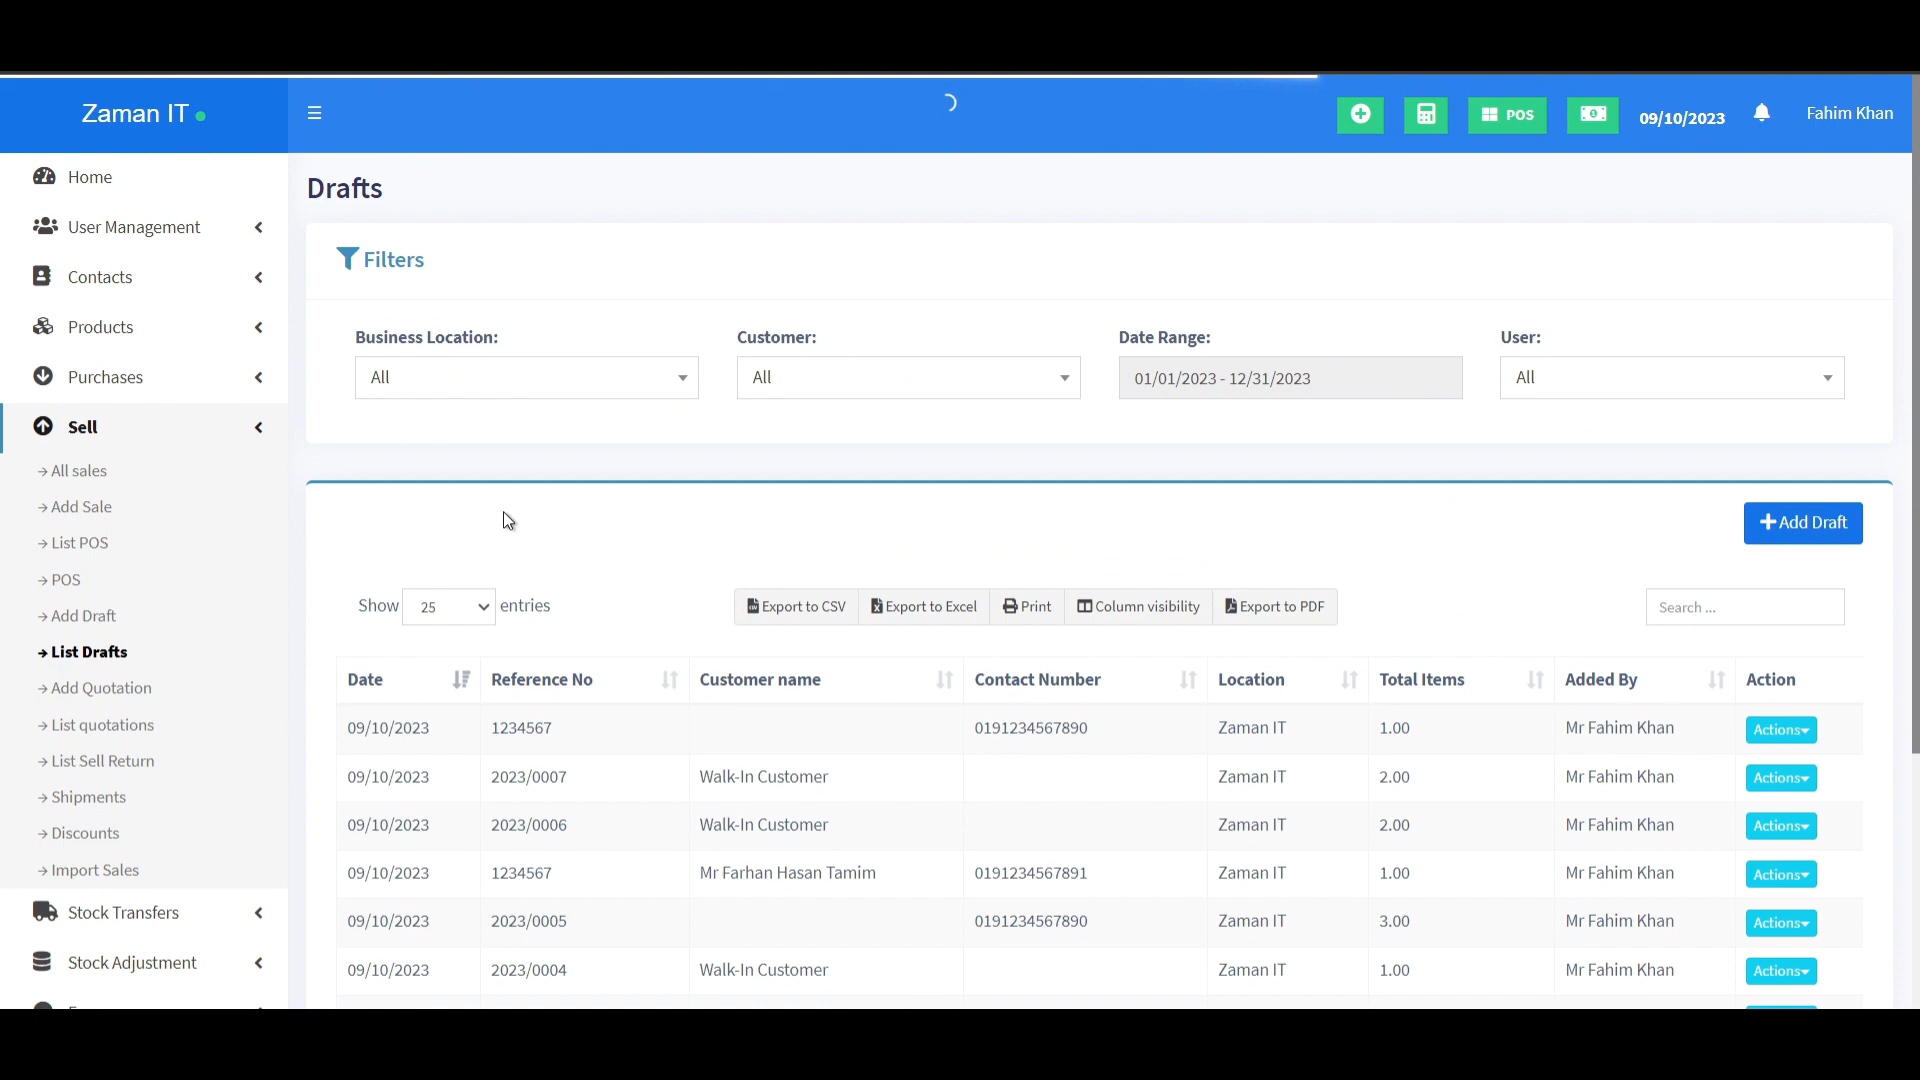 Zaman IT
POS
09/10/2023
Fahim Khan
Home
User Management
Contacts
Products
Purchases
Sell
All sales
Add Sale
List POS
POS
Add Draft
List Drafts
Add Quotation
List quotations
List Sell Return
Shipments
Discounts
Import Sales
Stock Transfers
Stock Adjustment
Drafts
Filters
Business Location: Customer: Date Range: User:
All All 01/01/2023 - 12/31/2023 All
Add Draft
Show 25 entries Export to CSV Export to Excel Print Column visibility Export to PDF Search ...
Date Reference No Customer name Contact Number Location Total Items Added By Action
09/10/2023 1234567 0191234567890 Zaman IT 1.00 Mr Fahim Khan Actions
09/10/2023 2023/0007 Walk-In Customer Zaman IT 2.00 Mr Fahim Khan Actions
09/10/2023 2023/0006 Walk-In Customer Zaman IT 2.00 Mr Fahim Khan Actions
09/10/2023 1234567 Mr Farhan Hasan Tamim 0191234567891 Zaman IT 1.00 Mr Fahim Khan Actions
09/10/2023 2023/0005 0191234567890 Zaman IT 3.00 Mr Fahim Khan Actions
09/10/2023 2023/0004 Walk-In Customer Zaman IT 1.00 Mr Fahim Khan Actions